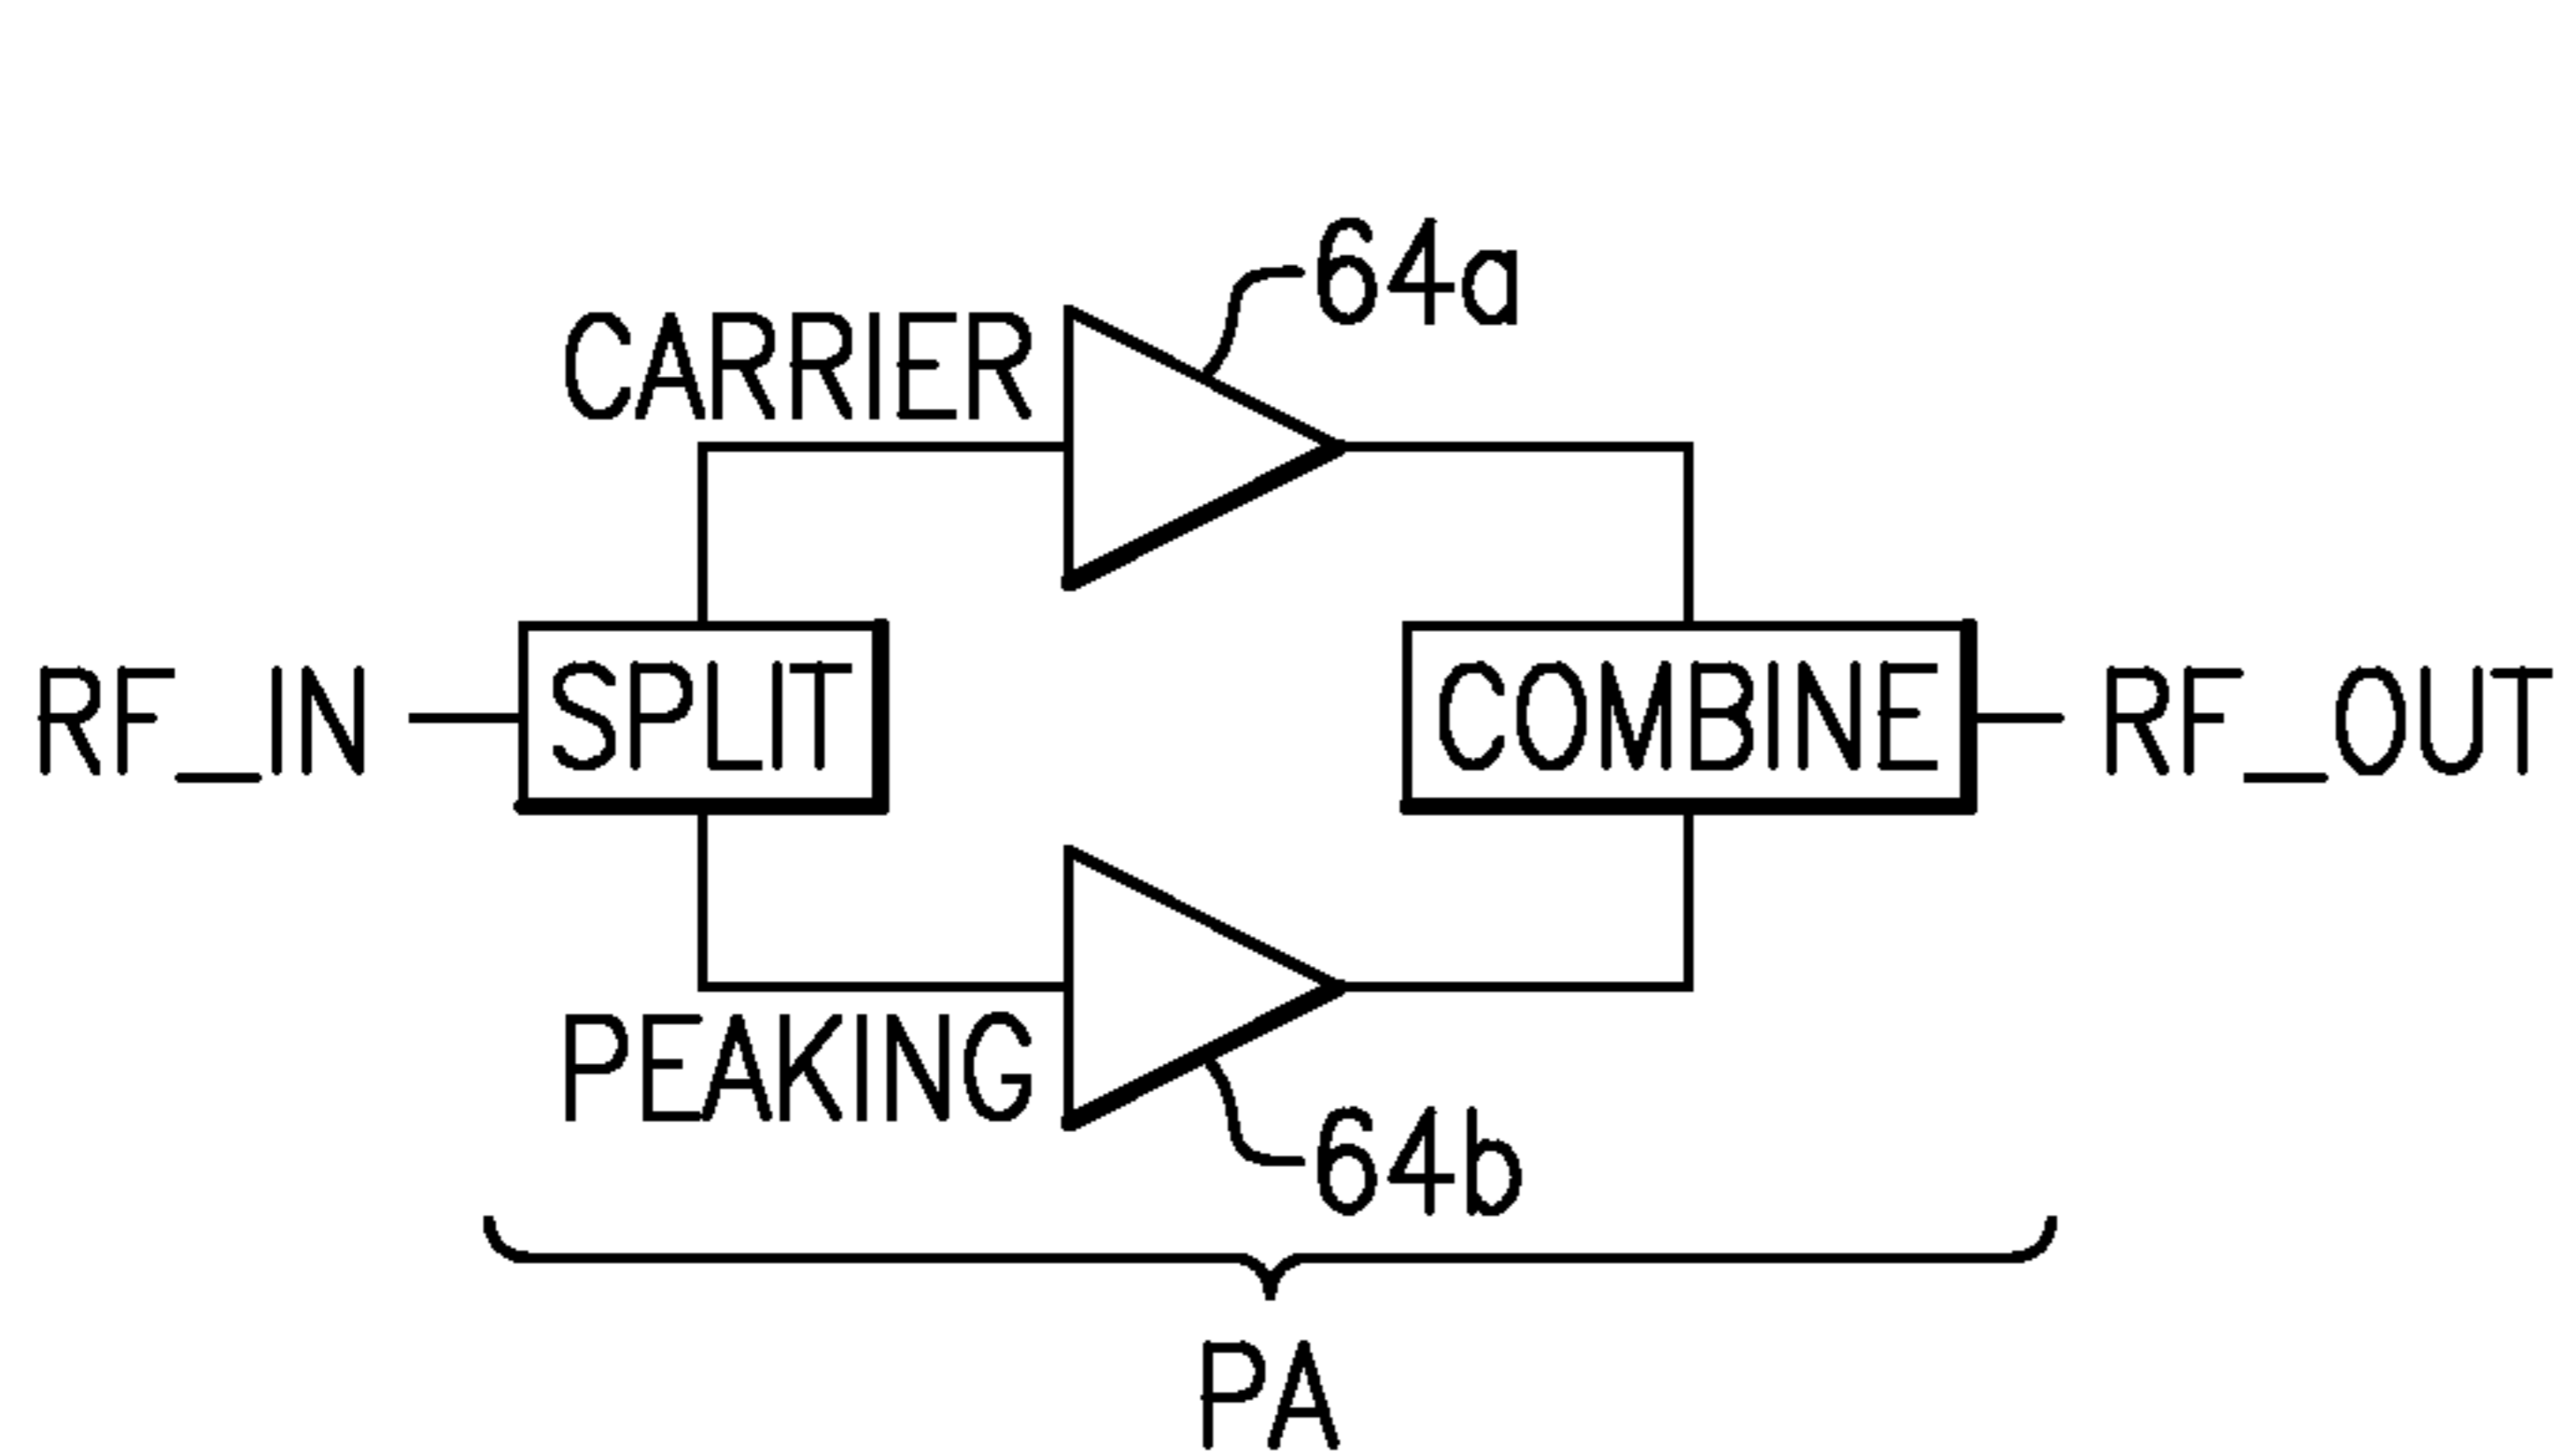 64a
CARRIER
RF_IN
SPLIT
COMBINE
RF_OUT
PEAKING
64b
PA